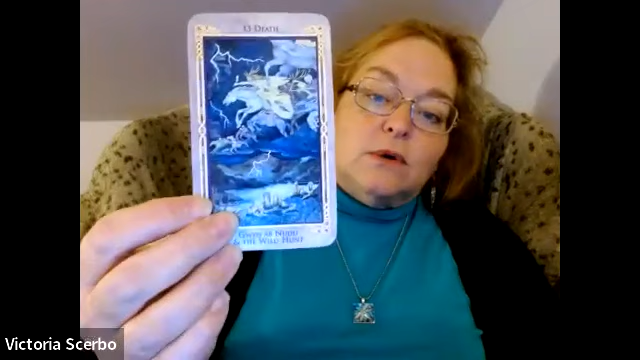 13 DEATH
GWYN AP NUDD
& THE WILD HUNT
Victoria Scerbo